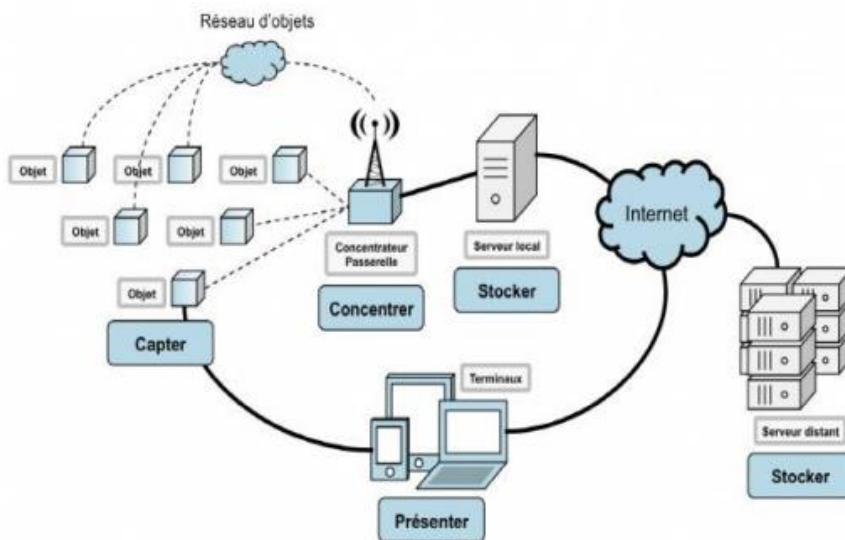 Réseau d'objets
Objet
Objet
Objet
Objet
Objet
Objet
Capter
Concentrateur
Passerelle
Concentrer
Serveur local
Stocker
Internet
Terminaux
Présenter
Serveur distant
Stocker